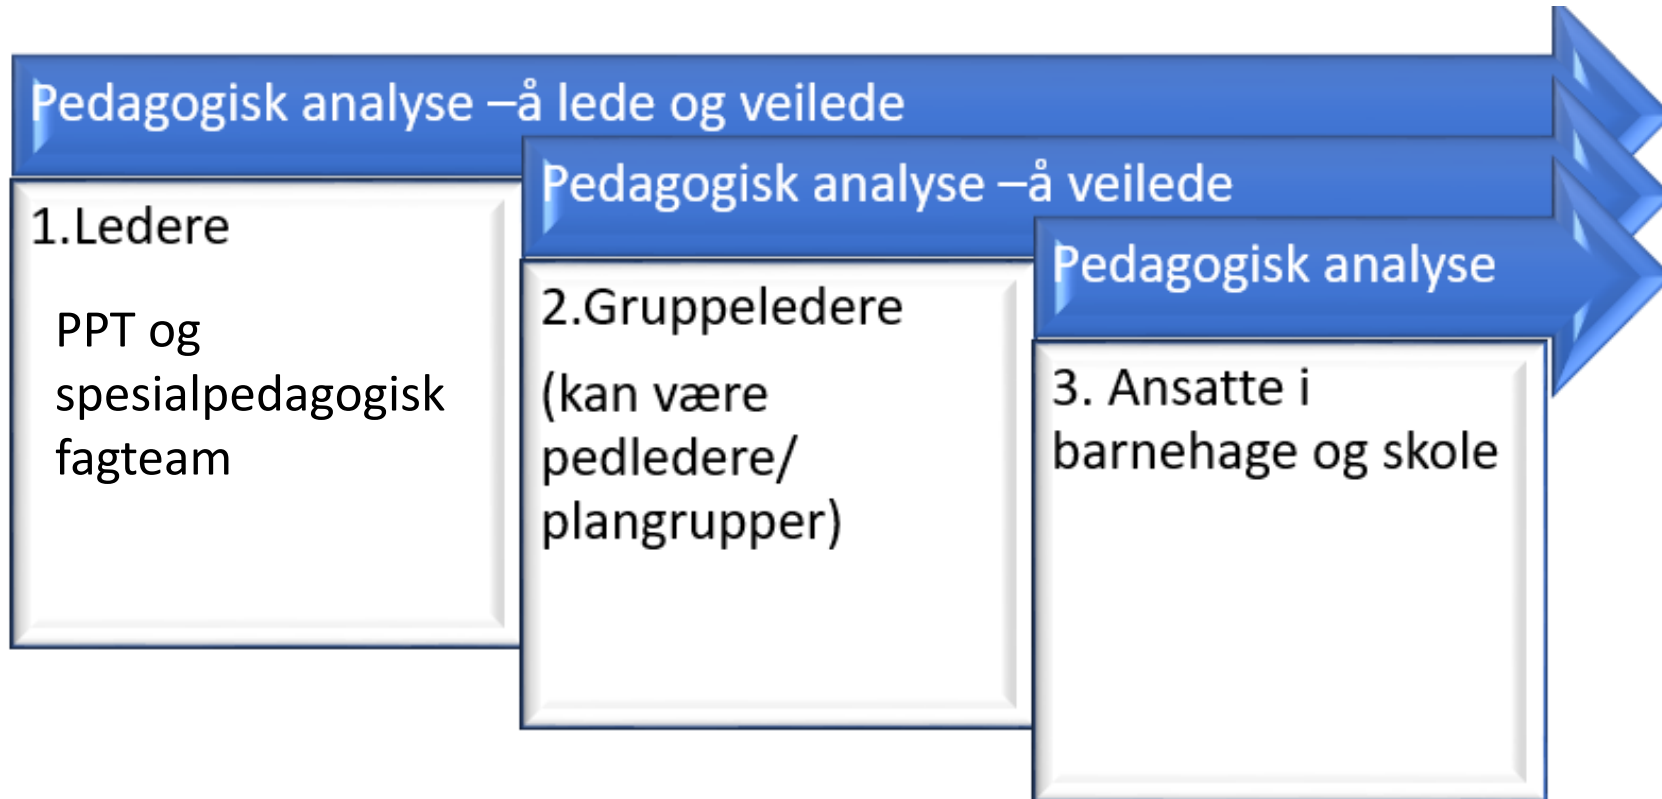 Pedagogisk analyse –å lede og veilede
1.Ledere
PPT og
spesialpedagogisk
fagteam
Pedagogisk analyse –å veilede
2.Gruppeledere
(kan være
pedledere/
plangrupper)
Pedagogisk analyse
3. Ansatte i
barnehage og skole